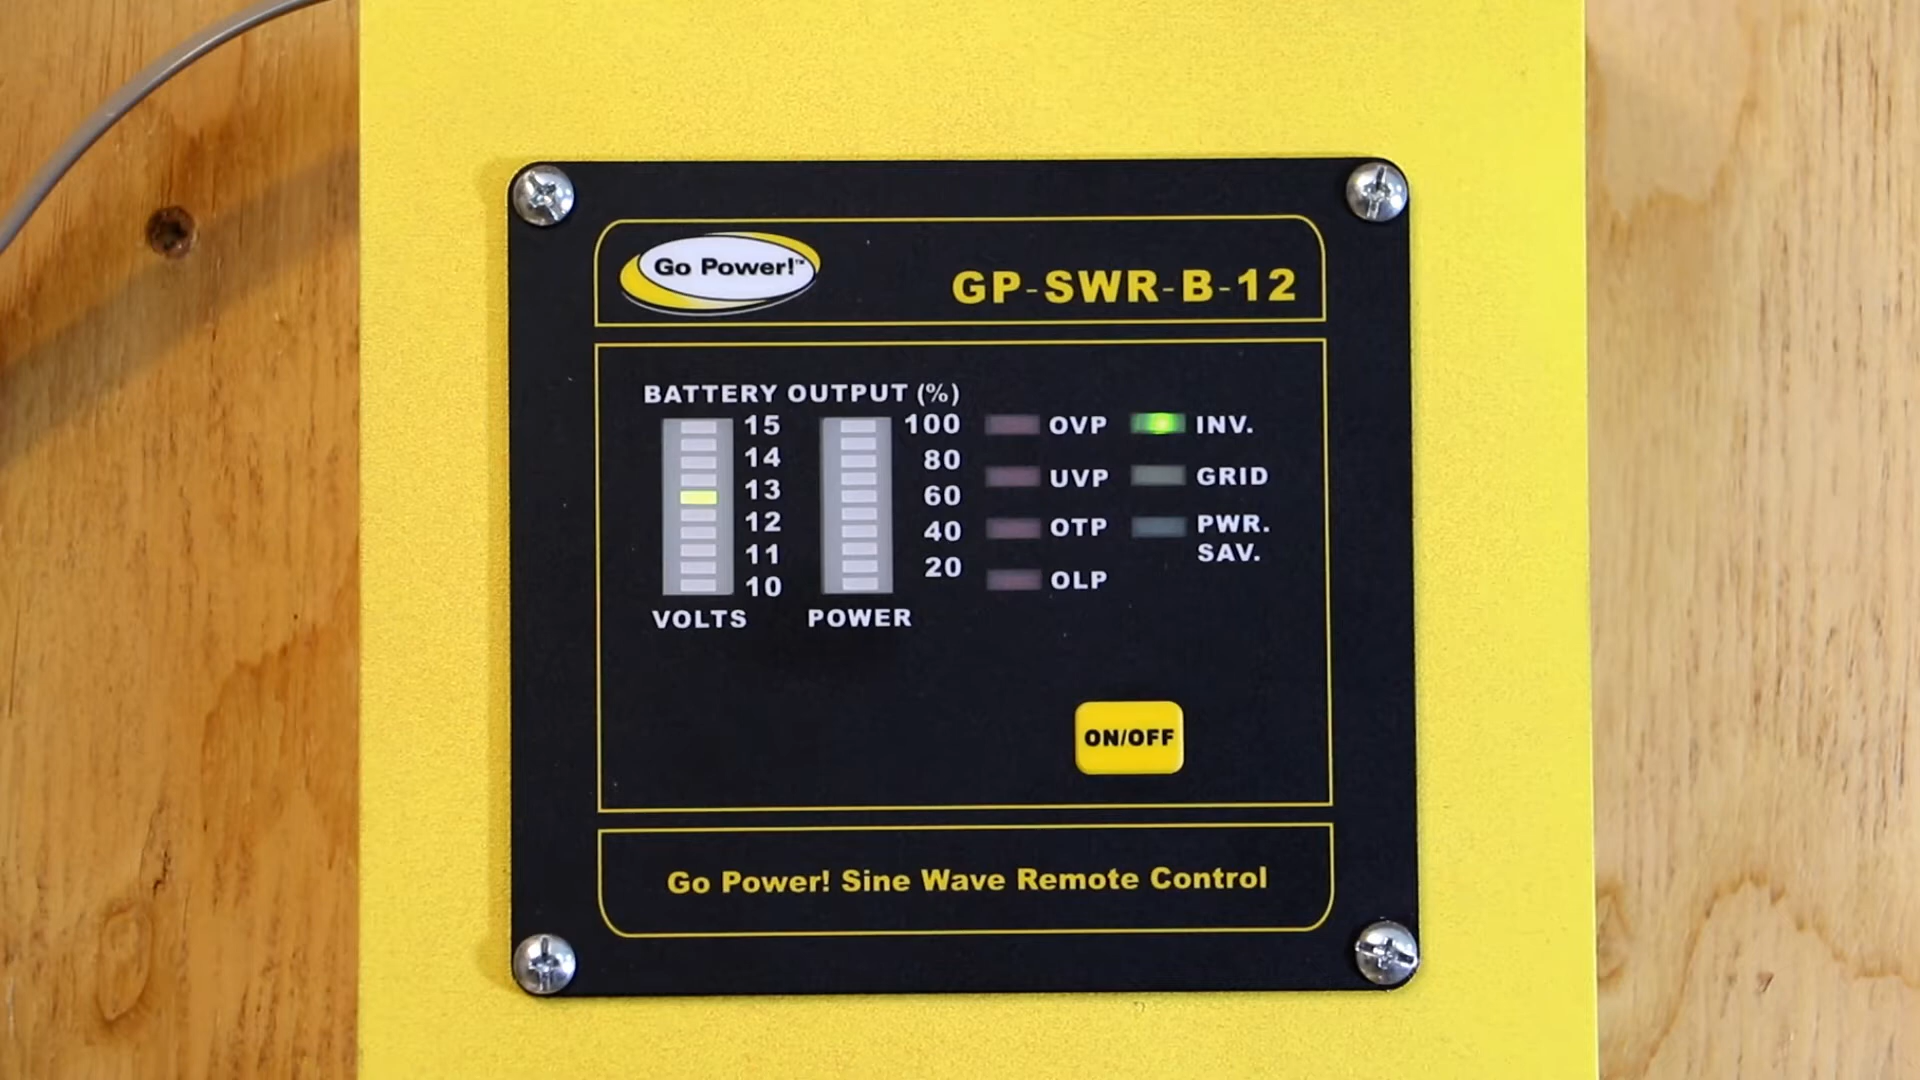 Go Power!™
GP-SWR-B-12
BATTERY OUTPUT (%)
15
14
13
12
11
10
VOLTS
100
80
60
40
20
POWER
OVP
UVP
OTP
OLP
INV.
GRID
PWR.
SAV.
ON/OFF
Go Power! Sine Wave Remote Control